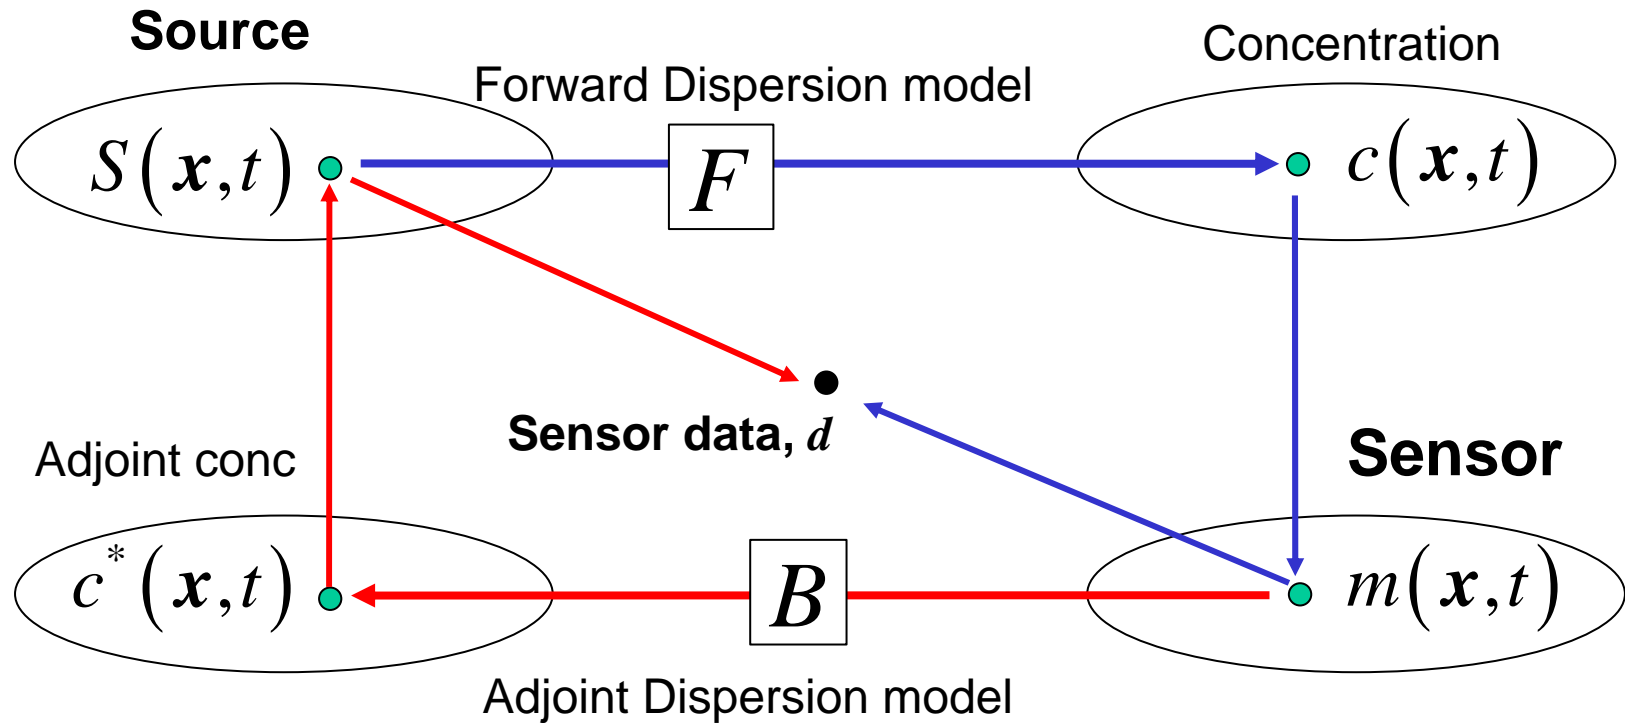 Source
Concentration
Forward Dispersion model
S(x,t)
F
c(x,t)
Sensor data, d
Adjoint conc
Sensor
c*(x,t)
B
m(x,t)
Adjoint Dispersion model